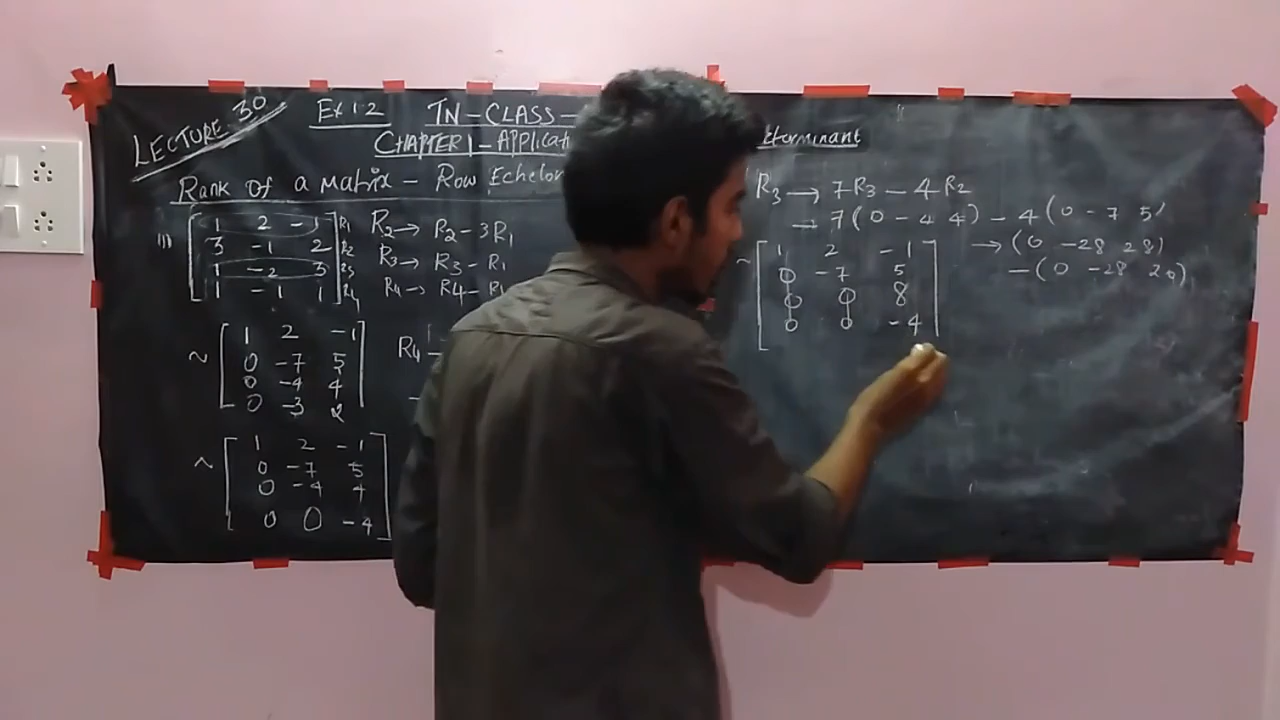 LECTURE 30
Ex 1.2 TN-CLASS-
CHAPTER 1 - Applicat
eterminant
Rank of a matrix - Row Echelon
1) [1 2 -1] R1
3 -1 2 R2
1 -2 3 R3
1 -1 1 R4
R2 → R2 - 3R1
R3 → R3 - R1
R4 → R4 - R1
~ [1 2 -1]
0 -7 5
0 -4 4
0 -3 2
R4 -
~ [1 2 -1]
0 -7 5
0 -4 4
0 0 -4
R3 → 7R3 - 4R2
→ 7(0 -4 4) - 4(0 -7 5)
→ (0 -28 28)
- (0 -28 20)
~ [1 2 -1]
0 -7 5
0 0 8
0 0 -4